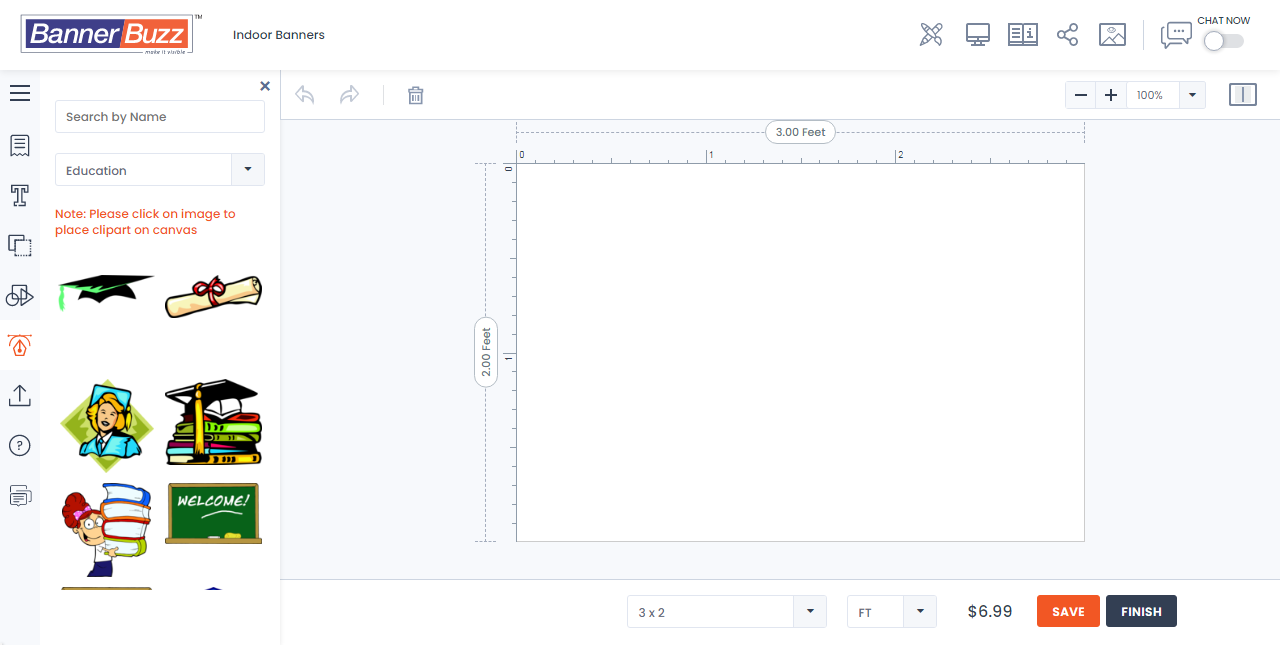 BannerBuzz™
make it visible
Indoor Banners
CHAT NOW
Search by Name
Education
Note: Please click on image to
place clipart on canvas
WELCOME!
100%
3.00 Feet
0
1
2
0
2.00 Feet
1
3 x 2
FT
$6.99
SAVE
FINISH